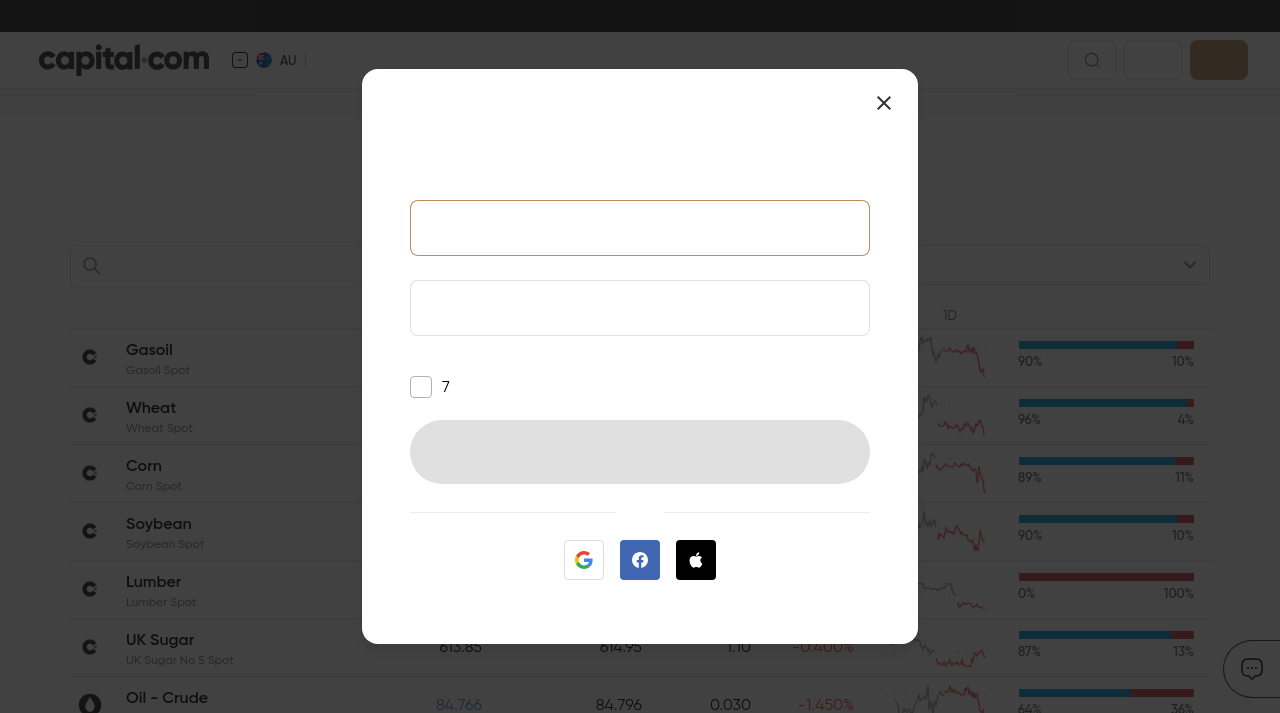 capital.com
AU
1D
7
Gasoil
Gasoil Spot
90%
10%
Wheat
Wheat Spot
96%
4%
Corn
Corn Spot
89%
11%
Soybean
Soybean Spot
90%
10%
Lumber
Lumber Spot
0%
100%
UK Sugar
UK Sugar No 5 Spot
613.85
614.95
1.10
-0.400%
87%
13%
Oil - Crude
84.766
84.796
0.030
-1.450%
64%
36%